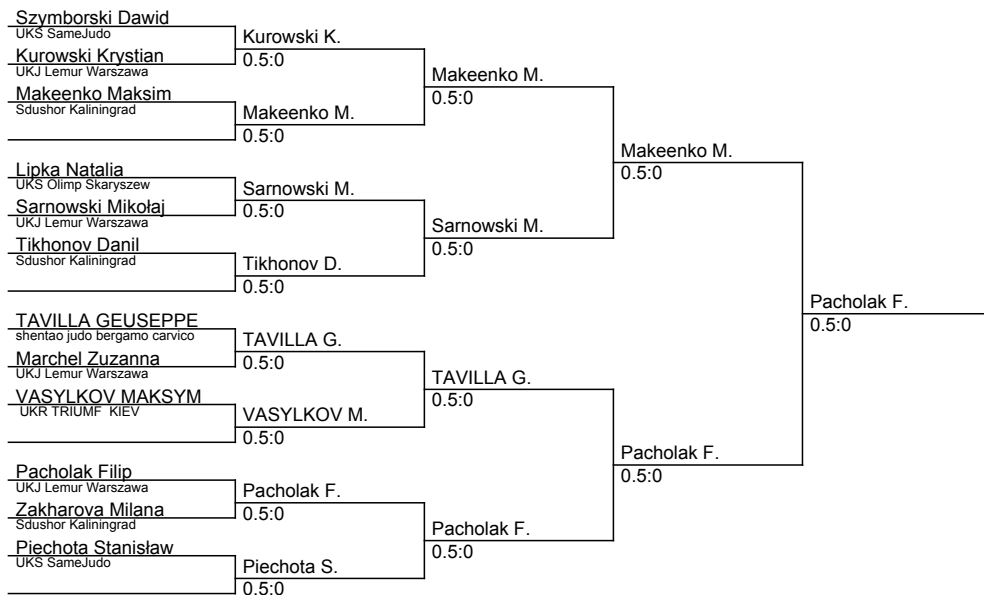 Szymborski Dawid
UKS SameJudo
Kurowski Krystian
UKJ Lemur Warszawa
Makeenko Maksim
Sdushor Kaliningrad
Lipka Natalia
UKS Olimp Skaryszew
Sarnowski Mikołaj
UKJ Lemur Warszawa
Tikhonov Danil
Sdushor Kaliningrad
TAVILLA GEUSEPPE
shentao judo bergamo carvico
Marchel Zuzanna
UKJ Lemur Warszawa
VASYLKOV MAKSYM
UKR TRIUMF KIEV
Pacholak Filip
UKJ Lemur Warszawa
Zakharova Milana
Sdushor Kaliningrad
Piechota Stanisław
UKS SameJudo
Kurowski K.
0.5:0
Makeenko M.
0.5:0
Sarnowski M.
0.5:0
Tikhonov D.
0.5:0
TAVILLA G.
0.5:0
VASYLKOV M.
0.5:0
Pacholak F.
0.5:0
Piechota S.
0.5:0
Makeenko M.
0.5:0
Sarnowski M.
0.5:0
TAVILLA G.
0.5:0
Pacholak F.
0.5:0
Makeenko M.
0.5:0
Pacholak F.
0.5:0
Pacholak F.
0.5:0